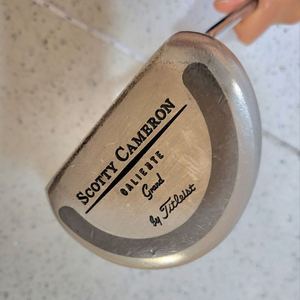 SCOTTY CAMERON
CALIENTE
Grand
By Titleist